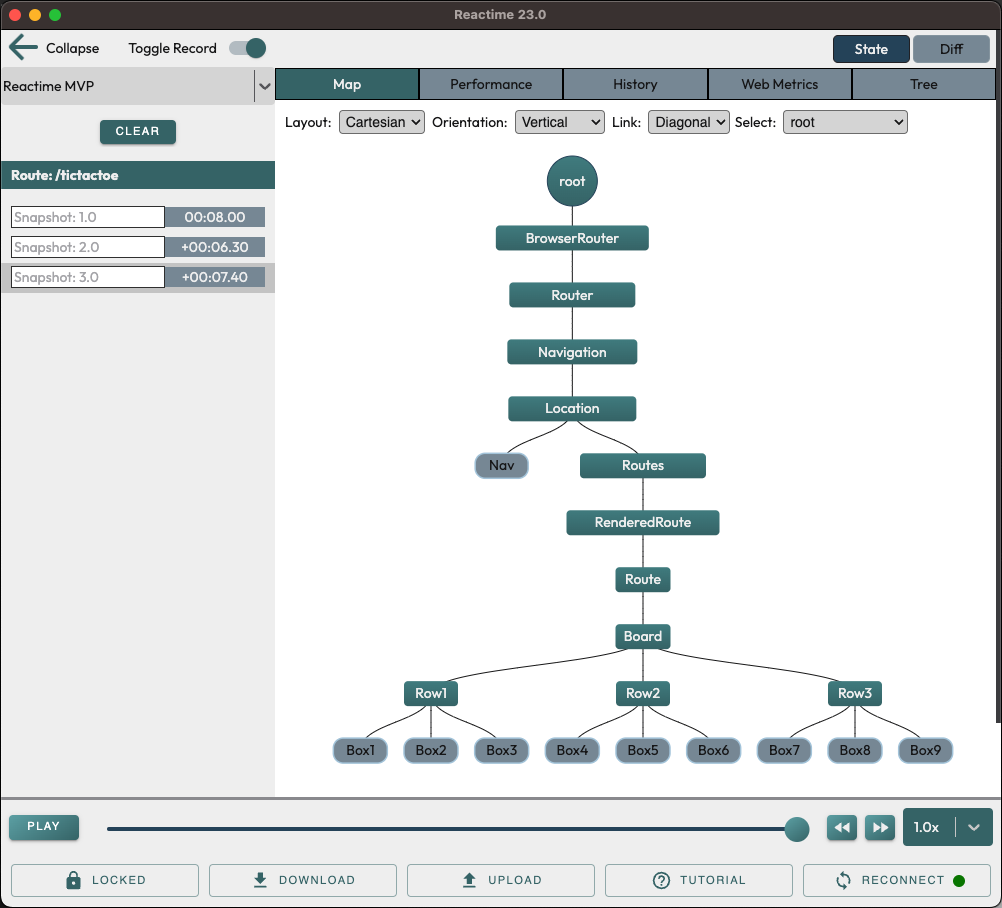 Reactime 23.0
Collapse Toggle Record State Diff
Reactime MVP
Map Performance History Web Metrics Tree
CLEAR
Layout: Cartesian Orientation: Vertical Link: Diagonal Select: root
Route: /tictactoe
Snapshot: 1.0 00:08.00
Snapshot: 2.0 +00:06.30
Snapshot: 3.0 +00:07.40
root
BrowserRouter
Router
Navigation
Location
Nav Routes
RenderedRoute
Route
Board
Row1 Row2 Row3
Box1 Box2 Box3 Box4 Box5 Box6 Box7 Box8 Box9
PLAY 1.0x
LOCKED DOWNLOAD UPLOAD TUTORIAL RECONNECT